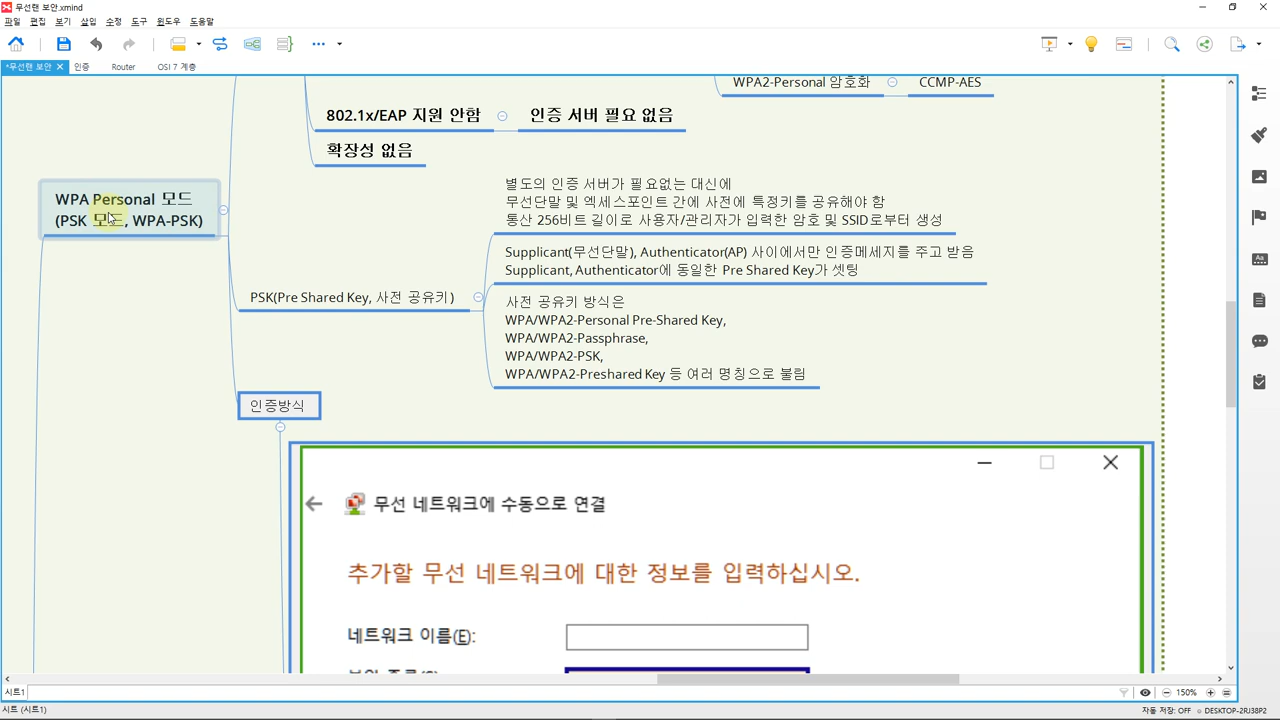 무선랜 보안.xmind
파일 편집 보기 삽입 수정 도구 윈도우 도움말
*무선랜 보안 인증 Router OSI 7 계층
WPA2-Personal 암호화 CCMP-AES
802.1x/EAP 지원 안함 인증 서버 필요 없음
확장성 없음
WPA Personal 모드
(PSK 모드, WPA-PSK)
별도의 인증 서버가 필요없는 대신에
무선단말 및 엑세스포인트 간에 사전에 특정키를 공유해야 함
통산 256비트 길이로 사용자/관리자가 입력한 암호 및 SSID로부터 생성
Supplicant(무선단말), Authenticator(AP) 사이에서만 인증메세지를 주고 받음
Supplicant, Authenticator에 동일한 Pre Shared Key가 셋팅
PSK(Pre Shared Key, 사전 공유키)
사전 공유키 방식은
WPA/WPA2-Personal Pre-Shared Key,
WPA/WPA2-Passphrase,
WPA/WPA2-PSK,
WPA/WPA2-Preshared Key 등 여러 명칭으로 불림
인증방식
무선 네트워크에 수동으로 연결
추가할 무선 네트워크에 대한 정보를 입력하십시오.
네트워크 이름(E):
시트1
150%
시트 (시트1)
자동 저장: OFF DESKTOP-2RJ38P2